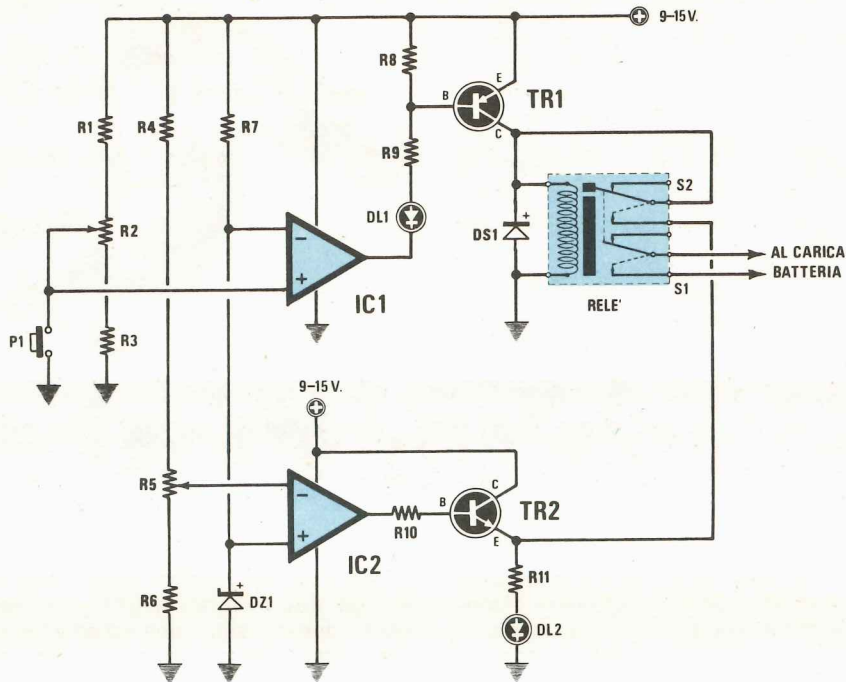 9-15 V.
R8
E
B
TR1
C
R1
R4
R7
R9
S2
R2
DL1
DS1
+
-
+
IC1
AL CARICA
BATTERIA
S1
RELE'
P1
R3
9-15 V.
R5
-
+
IC2
C
B
TR2
R10
E
R11
R6
DZ1
+
DL2